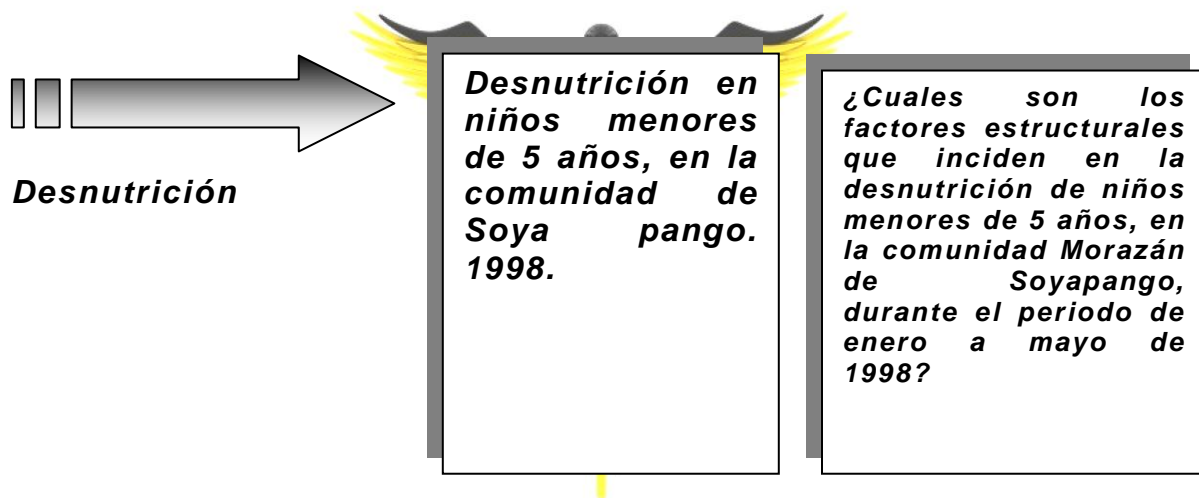 Desnutrición
Desnutrición en
niños menores
de 5 años, en la
comunidad de
Soya pango.
1998.
¿Cuales son los
factores estructurales
que inciden en la
desnutrición de niños
menores de 5 años, en
la comunidad Morazán
de Soyapango,
durante el periodo de
enero a mayo de
1998?